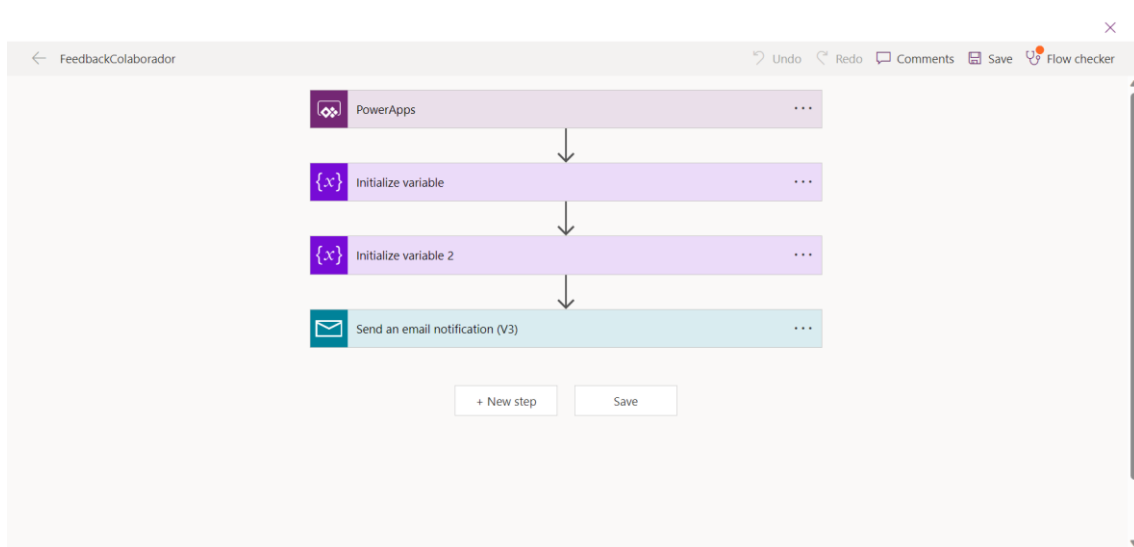 FeedbackColaborador
Undo
Redo
Comments
Save
Flow checker
PowerApps
{x} Initialize variable
{x} Initialize variable 2
Send an email notification (V3)
+ New step
Save